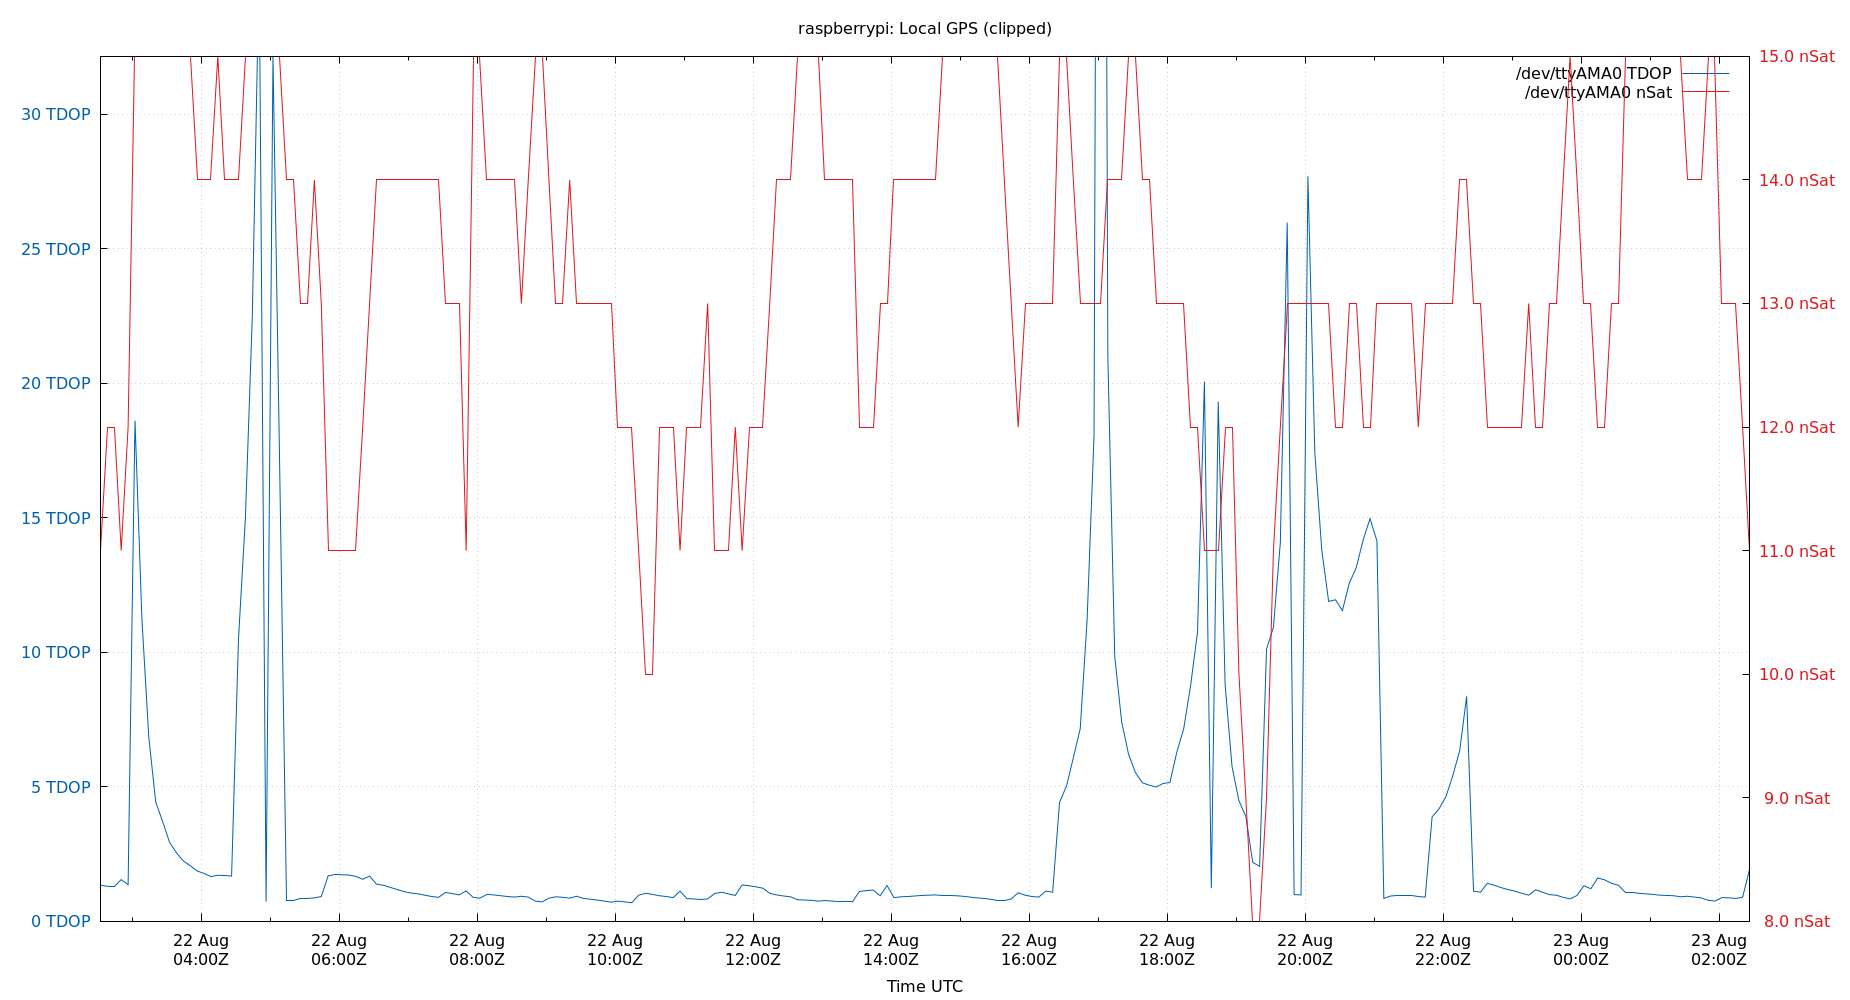 raspberrypi: Local GPS (clipped)
/dev/ttyAMA0 TDOP
/dev/ttyAMA0 nSat
30 TDOP
25 TDOP
20 TDOP
15 TDOP
10 TDOP
5 TDOP
0 TDOP
15.0 nSat
14.0 nSat
13.0 nSat
12.0 nSat
11.0 nSat
10.0 nSat
9.0 nSat
8.0 nSat
22 Aug
04:00Z
22 Aug
06:00Z
22 Aug
08:00Z
22 Aug
10:00Z
22 Aug
12:00Z
22 Aug
14:00Z
22 Aug
16:00Z
22 Aug
18:00Z
22 Aug
20:00Z
22 Aug
22:00Z
23 Aug
00:00Z
23 Aug
02:00Z
Time UTC